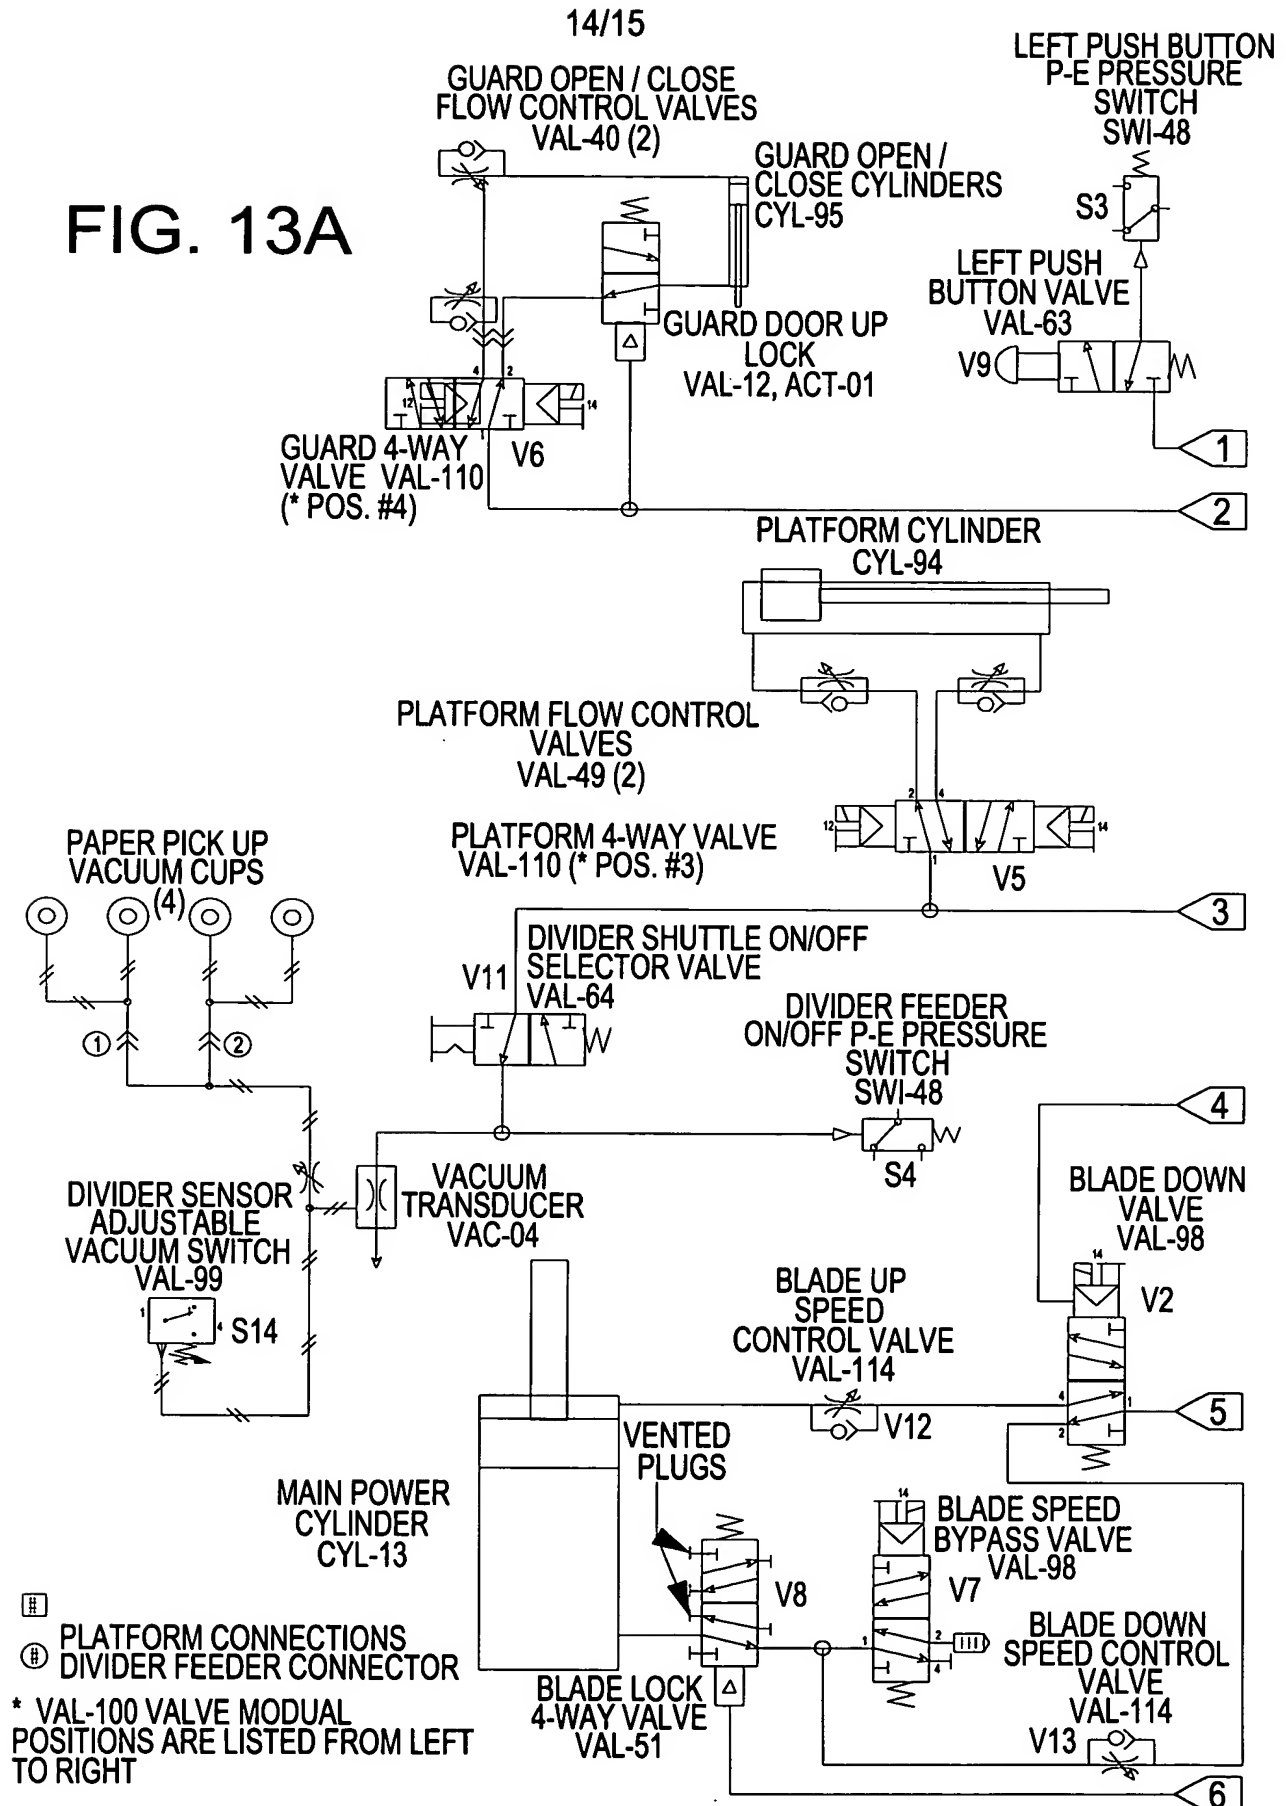 14/15
FIG. 13A
GUARD OPEN / CLOSE
FLOW CONTROL VALVES
VAL-40 (2)
GUARD OPEN /
CLOSE CYLINDERS
CYL-95
LEFT PUSH BUTTON
P-E PRESSURE
SWITCH
SWI-48
S3
LEFT PUSH
BUTTON VALVE
VAL-63
V9
GUARD DOOR UP
LOCK
VAL-12, ACT-01
4
2
12
14
1
GUARD 4-WAY
VALVE VAL-110
(* POS. #4)
V6
1
2
PLATFORM CYLINDER
CYL-94
PLATFORM FLOW CONTROL
VALVES
VAL-49 (2)
2
4
12
14
1
PLATFORM 4-WAY VALVE
VAL-110 (* POS. #3)
V5
3
PAPER PICK UP
VACUUM CUPS
(4)
1
2
V11
DIVIDER SHUTTLE ON/OFF
SELECTOR VALVE
VAL-64
DIVIDER FEEDER
ON/OFF P-E PRESSURE
SWITCH
SWI-48
S4
4
DIVIDER SENSOR
ADJUSTABLE
VACUUM SWITCH
VAL-99
1
4
S14
VACUUM
TRANSDUCER
VAC-04
BLADE DOWN
VALVE
VAL-98
14
V2
4
1
2
5
BLADE UP
SPEED
CONTROL VALVE
VAL-114
V12
VENTED
PLUGS
MAIN POWER
CYLINDER
CYL-13
V8
14
BLADE SPEED
BYPASS VALVE
VAL-98
V7
1
2
4
BLADE DOWN
SPEED CONTROL
VALVE
VAL-114
V13
BLADE LOCK
4-WAY VALVE
VAL-51
6
#
# PLATFORM CONNECTIONS
DIVIDER FEEDER CONNECTOR
* VAL-100 VALVE MODUAL
POSITIONS ARE LISTED FROM LEFT
TO RIGHT